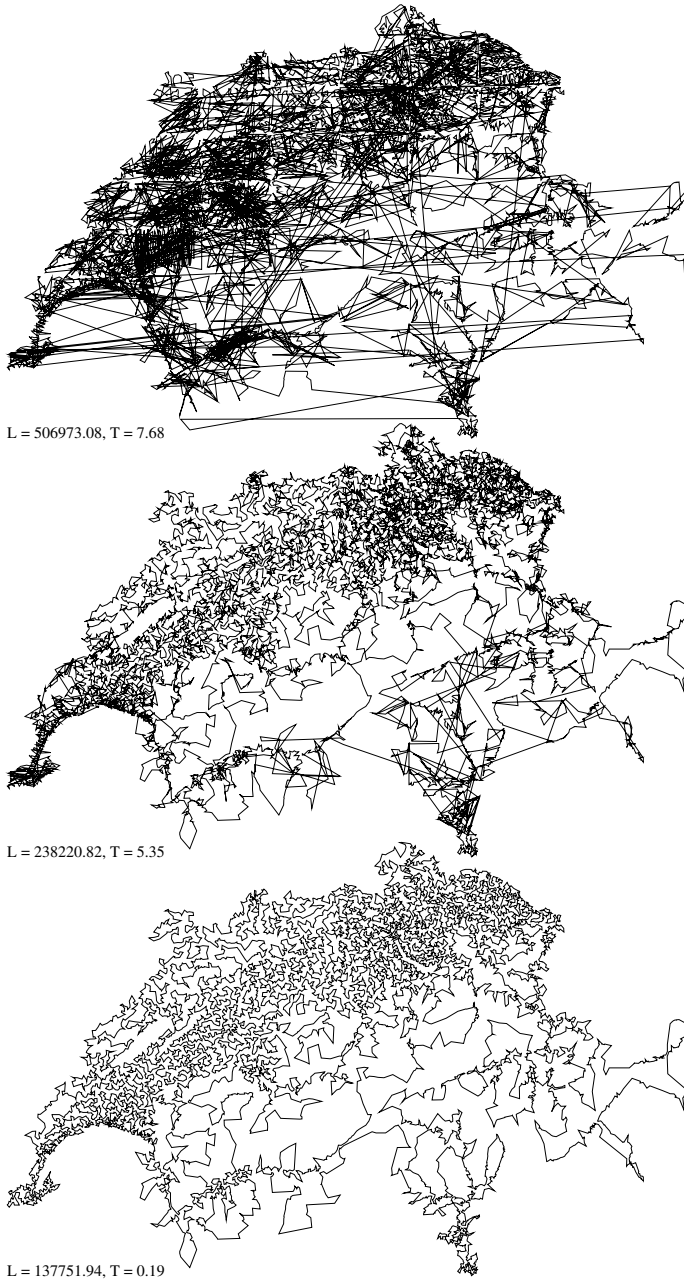 L = 506973.08, T = 7.68
L = 238220.82, T = 5.35
L = 137751.94, T = 0.19